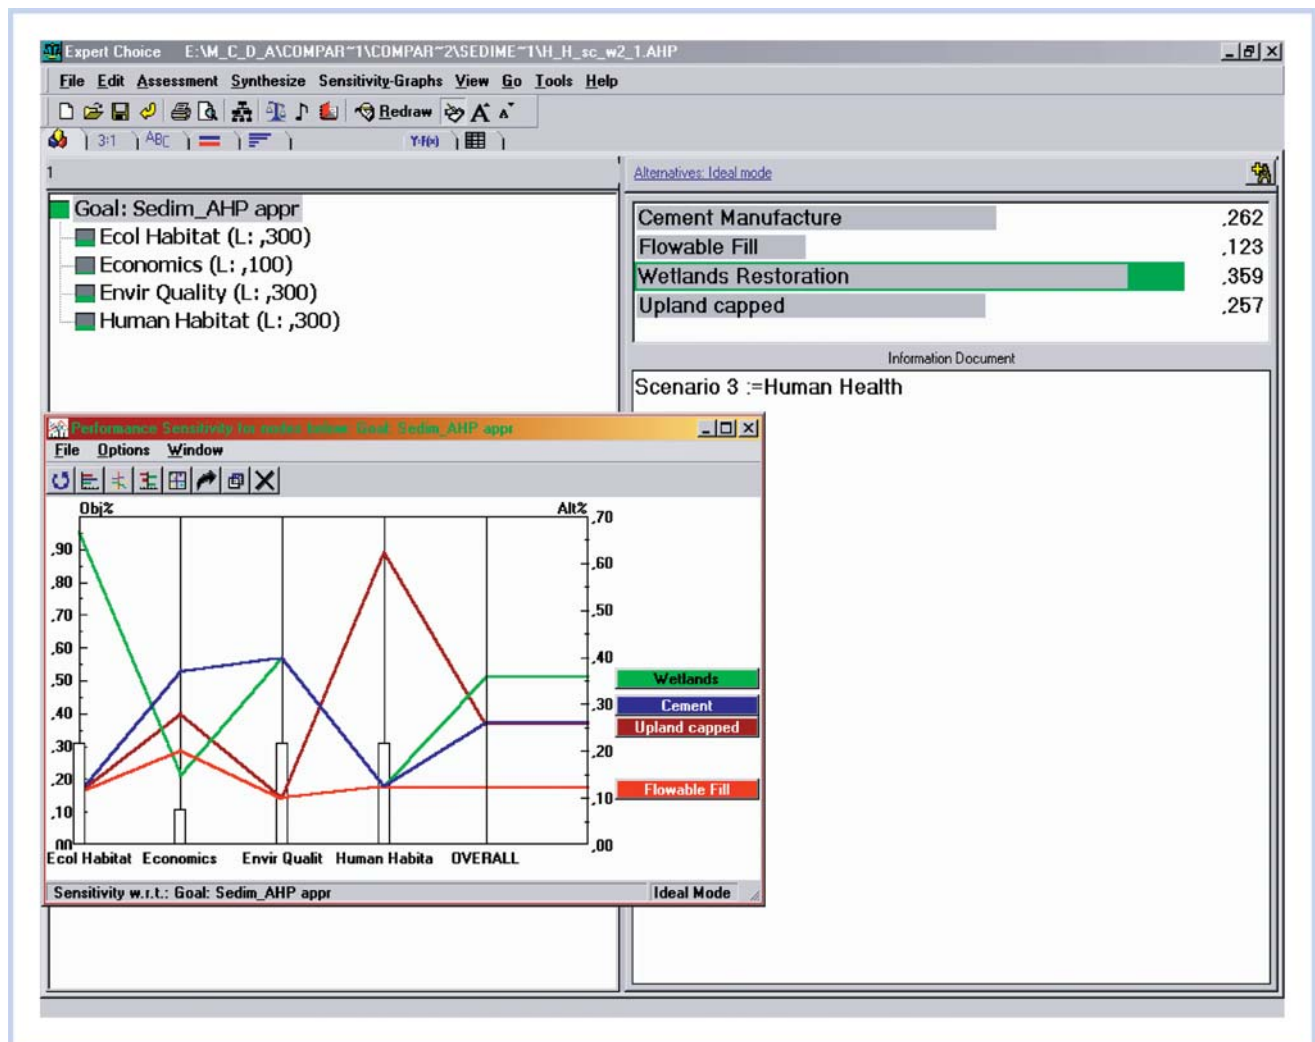 Expert Choice E:\M_C_D_A\COMPAR~1\COMPAR~2\SEDIME~1\H_H_sc_w2_1.AHP
File Edit Assessment Synthesize Sensitivity-Graphs View Go Tools Help
Redraw A A
3:1 ABC Y:F(x)
1
Alternatives: Ideal mode
Goal: Sedim_AHP appr
Ecol Habitat (L: ,300)
Economics (L: ,100)
Envir Quality (L: ,300)
Human Habitat (L: ,300)
Cement Manufacture ,262
Flowable Fill ,123
Wetlands Restoration ,359
Upland capped ,257
Information Document
Scenario 3 :=Human Health
Performance Sensitivity for nodes below: Goal: Sedim_AHP appr
File Options Window
Obj% Alt%
,90
,80
,70
,60
,50
,40
,30
,20
,10
,00
,70
,60
,50
,40
,30
,20
,10
,00
Wetlands
Cement
Upland capped
Flowable Fill
Ecol Habitat Economics Envir Qualit Human Habita OVERALL
Sensitivity w.r.t.: Goal: Sedim_AHP appr Ideal Mode